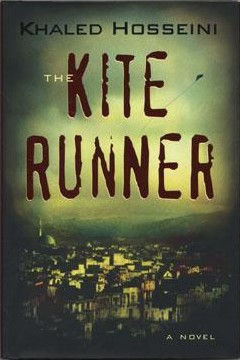 KHALED HOSSEINI
THE
KITE
RUNNER
A NOVEL